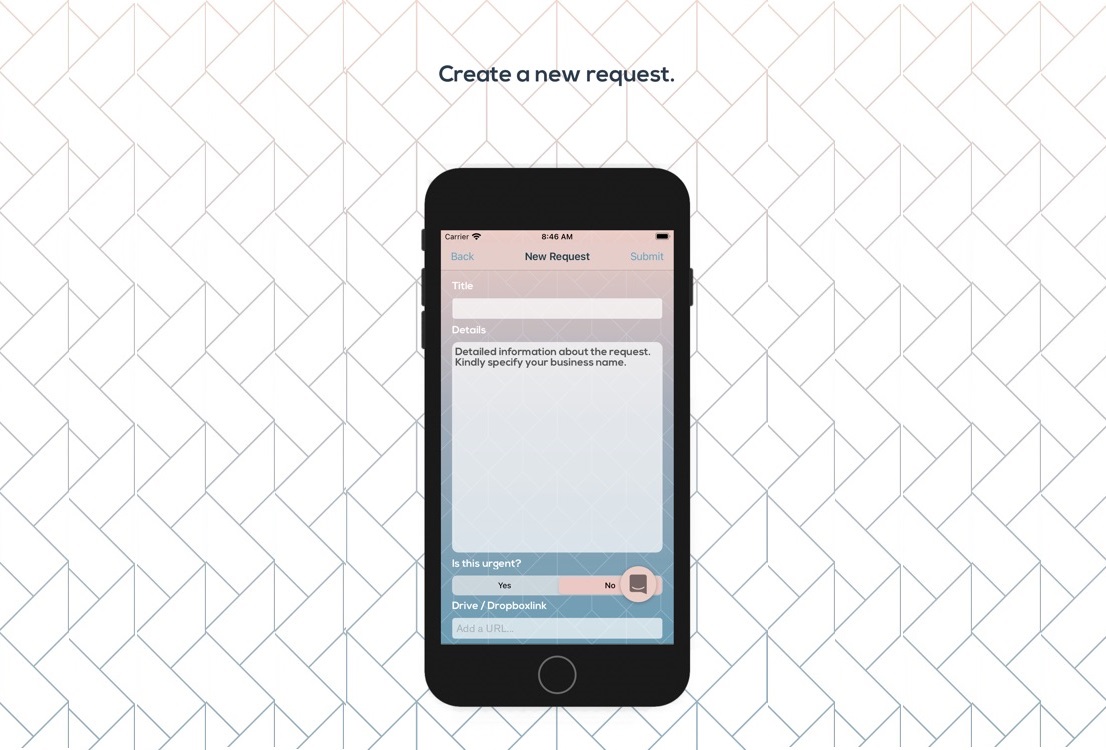 Create a new request.
Carrier 8:46 AM
Back New Request Submit
Title
Details
Detailed information about the request.
Kindly specify your business name.
Is this urgent?
Yes No
Drive / Dropboxlink
Add a URL...